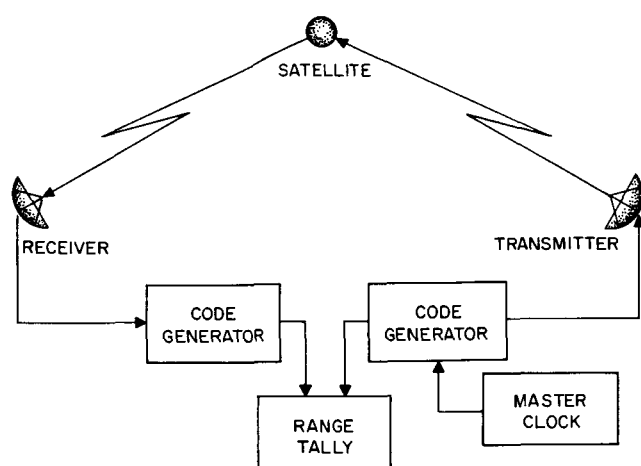 SATELLITE
RECEIVER
TRANSMITTER
CODE
GENERATOR
CODE
GENERATOR
RANGE
TALLY
MASTER
CLOCK